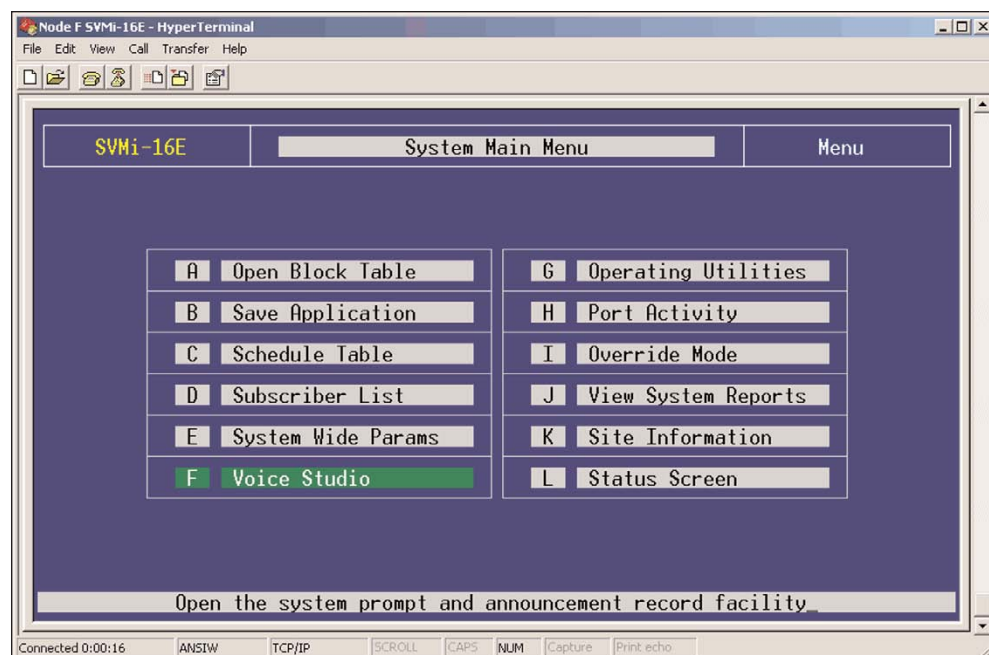 Node F SVMi-16E - HyperTerminal
File Edit View Call Transfer Help
SVMi-16E System Main Menu Menu
A Open Block Table
B Save Application
C Schedule Table
D Subscriber List
E System Wide Params
F Voice Studio
G Operating Utilities
H Port Activity
I Override Mode
J View System Reports
K Site Information
L Status Screen
Open the system prompt and announcement record facility_
Connected 0:00:16 ANSIW TCP/IP SCROLL CAPS NUM Capture Print echo